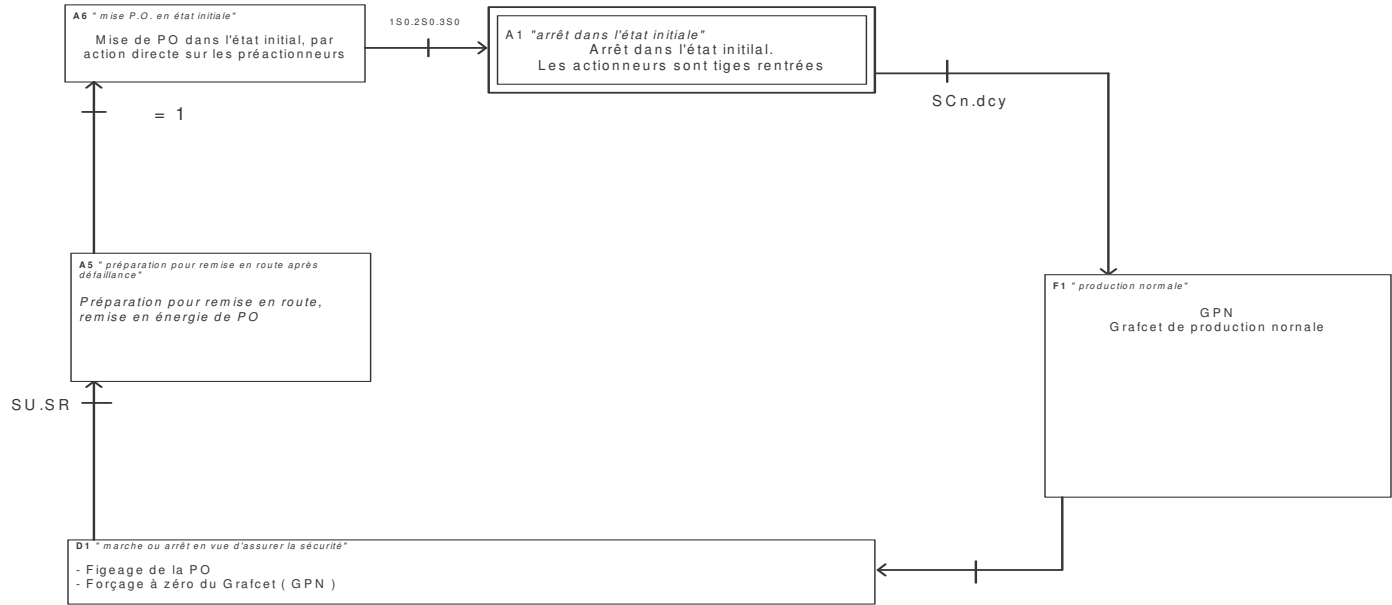 A6 " mise P.O. en état initiale"
Mise de PO dans l'état initial, par
action directe sur les préactionneurs
1S0.2S0.3S0
A1 "arrêt dans l'état initiale"
Arrêt dans l'état initilal.
Les actionneurs sont tiges rentrées
SCn.dcy
= 1
A5 " préparation pour remise en route après
défaillance"
Préparation pour remise en route,
remise en énergie de PO
F1 " production normale"
GPN
Grafcet de production nornale
SU.SR
D1 " marche ou arrêt en vue d'assurer la sécurité"
- Figeage de la PO
- Forçage à zéro du Grafcet ( GPN )